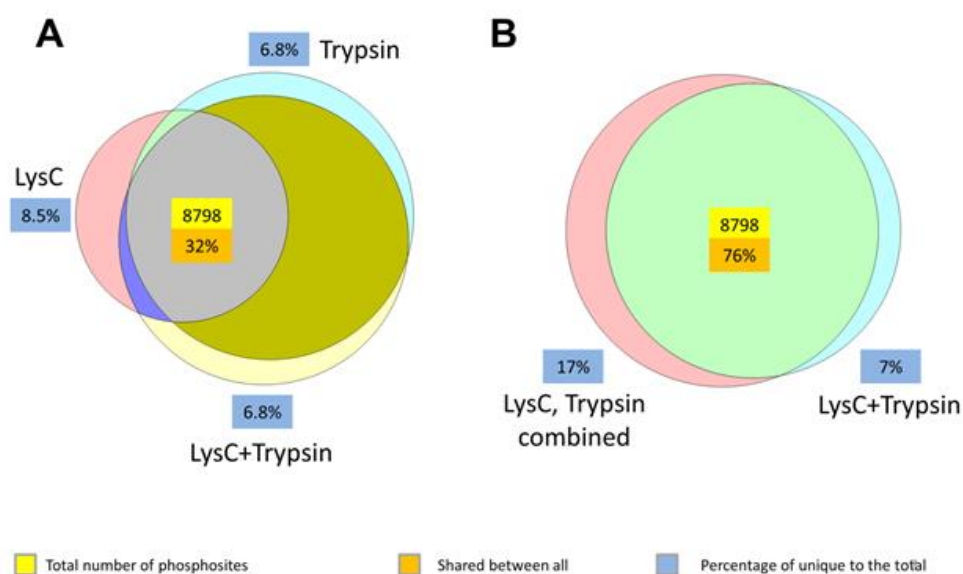 A
6.8%
Trypsin
LysC
8.5%
8798
32%
6.8%
LysC+Trypsin
B
8798
76%
17%
LysC, Trypsin
combined
7%
LysC+Trypsin
Total number of phosphosites
Shared between all
Percentage of unique to the total